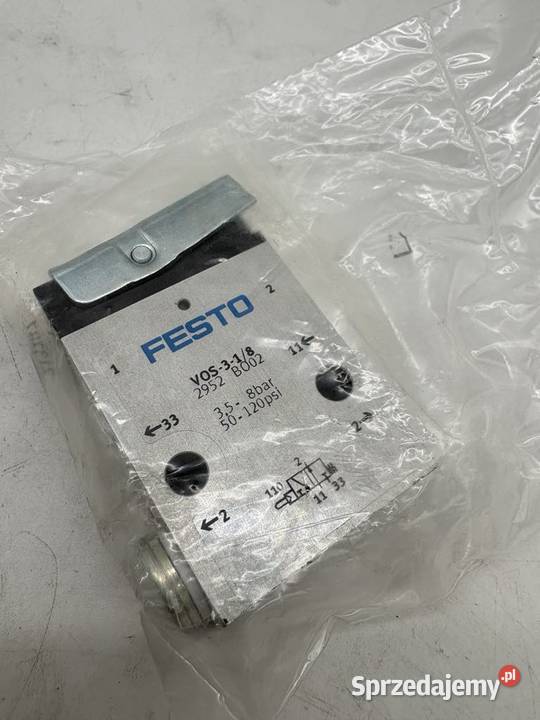 2
FESTO
1
VOS-3-1/8
2952 B002
11←
3,5- 8bar
50-120psi
←33
2→
←2
110
2
11 33
Sprzedajemy.pl